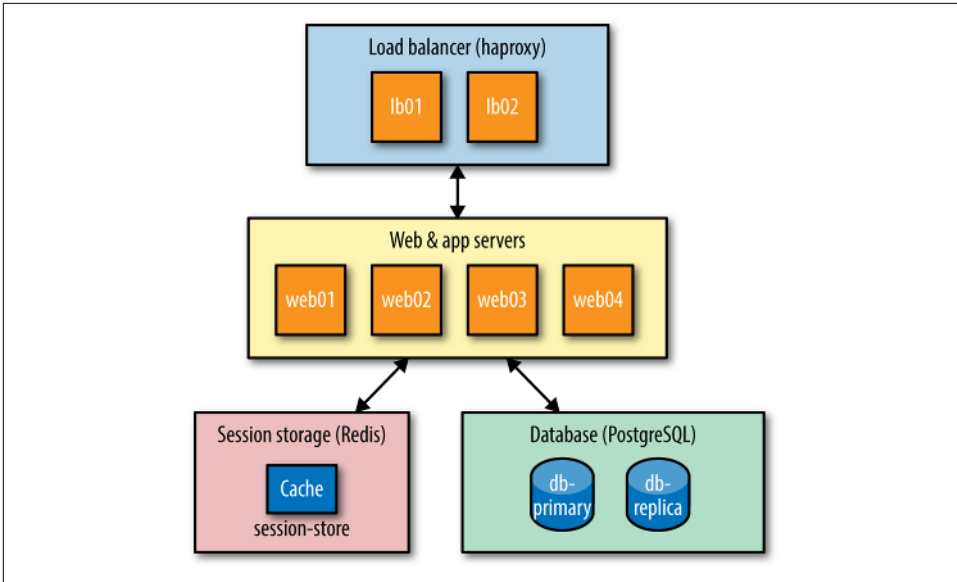 Load balancer (haproxy)
lb01 lb02
Web & app servers
web01 web02 web03 web04
Session storage (Redis)
Cache
session-store
Database (PostgreSQL)
db-
primary
db-
replica